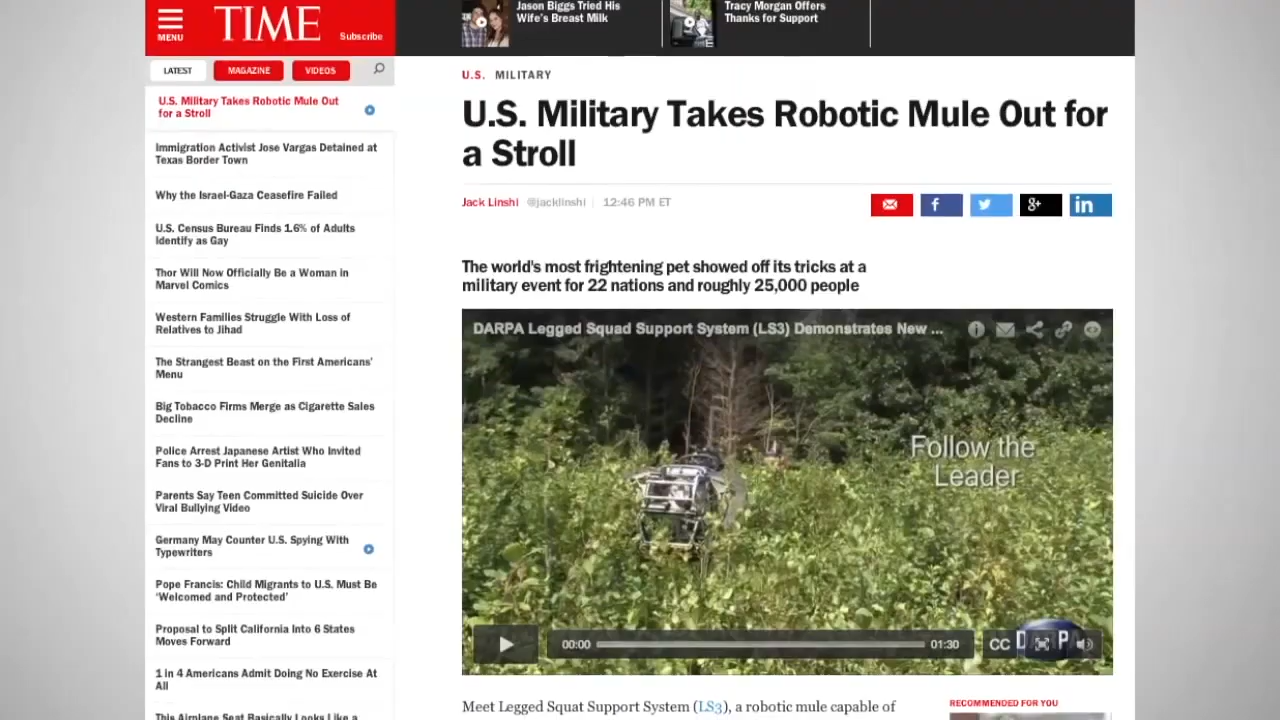 MENU
TIME
Subscribe
Jason Biggs Tried His
Wife's Breast Milk
Tracy Morgan Offers
Thanks for Support
LATEST
MAGAZINE
VIDEOS
U.S. Military Takes Robotic Mule Out
for a Stroll
Immigration Activist Jose Vargas Detained at
Texas Border Town
Why the Israel-Gaza Ceasefire Failed
U.S. Census Bureau Finds 1.6% of Adults
Identify as Gay
Thor Will Now Officially Be a Woman in
Marvel Comics
Western Families Struggle With Loss of
Relatives to Jihad
The Strangest Beast on the First Americans'
Menu
Big Tobacco Firms Merge as Cigarette Sales
Decline
Police Arrest Japanese Artist Who Invited
Fans to 3-D Print Her Genitalia
Parents Say Teen Committed Suicide Over
Viral Bullying Video
Germany May Counter U.S. Spying With
Typewriters
Pope Francis: Child Migrants to U.S. Must Be
'Welcomed and Protected'
Proposal to Split California Into 6 States
Moves Forward
1 in 4 Americans Admit Doing No Exercise At
All
This Airplane Seat Basically Looks Like a
U.S. MILITARY
U.S. Military Takes Robotic Mule Out for
a Stroll
Jack Linshi @jacklinshi 12:46 PM ET
f
8+
in
The world's most frightening pet showed off its tricks at a
military event for 22 nations and roughly 25,000 people
DARPA Legged Squad Support System (LS3) Demonstrates New ...
Follow the
Leader
00:00
01:30
CC
Meet Legged Squat Support System (LS3), a robotic mule capable of
RECOMMENDED FOR YOU